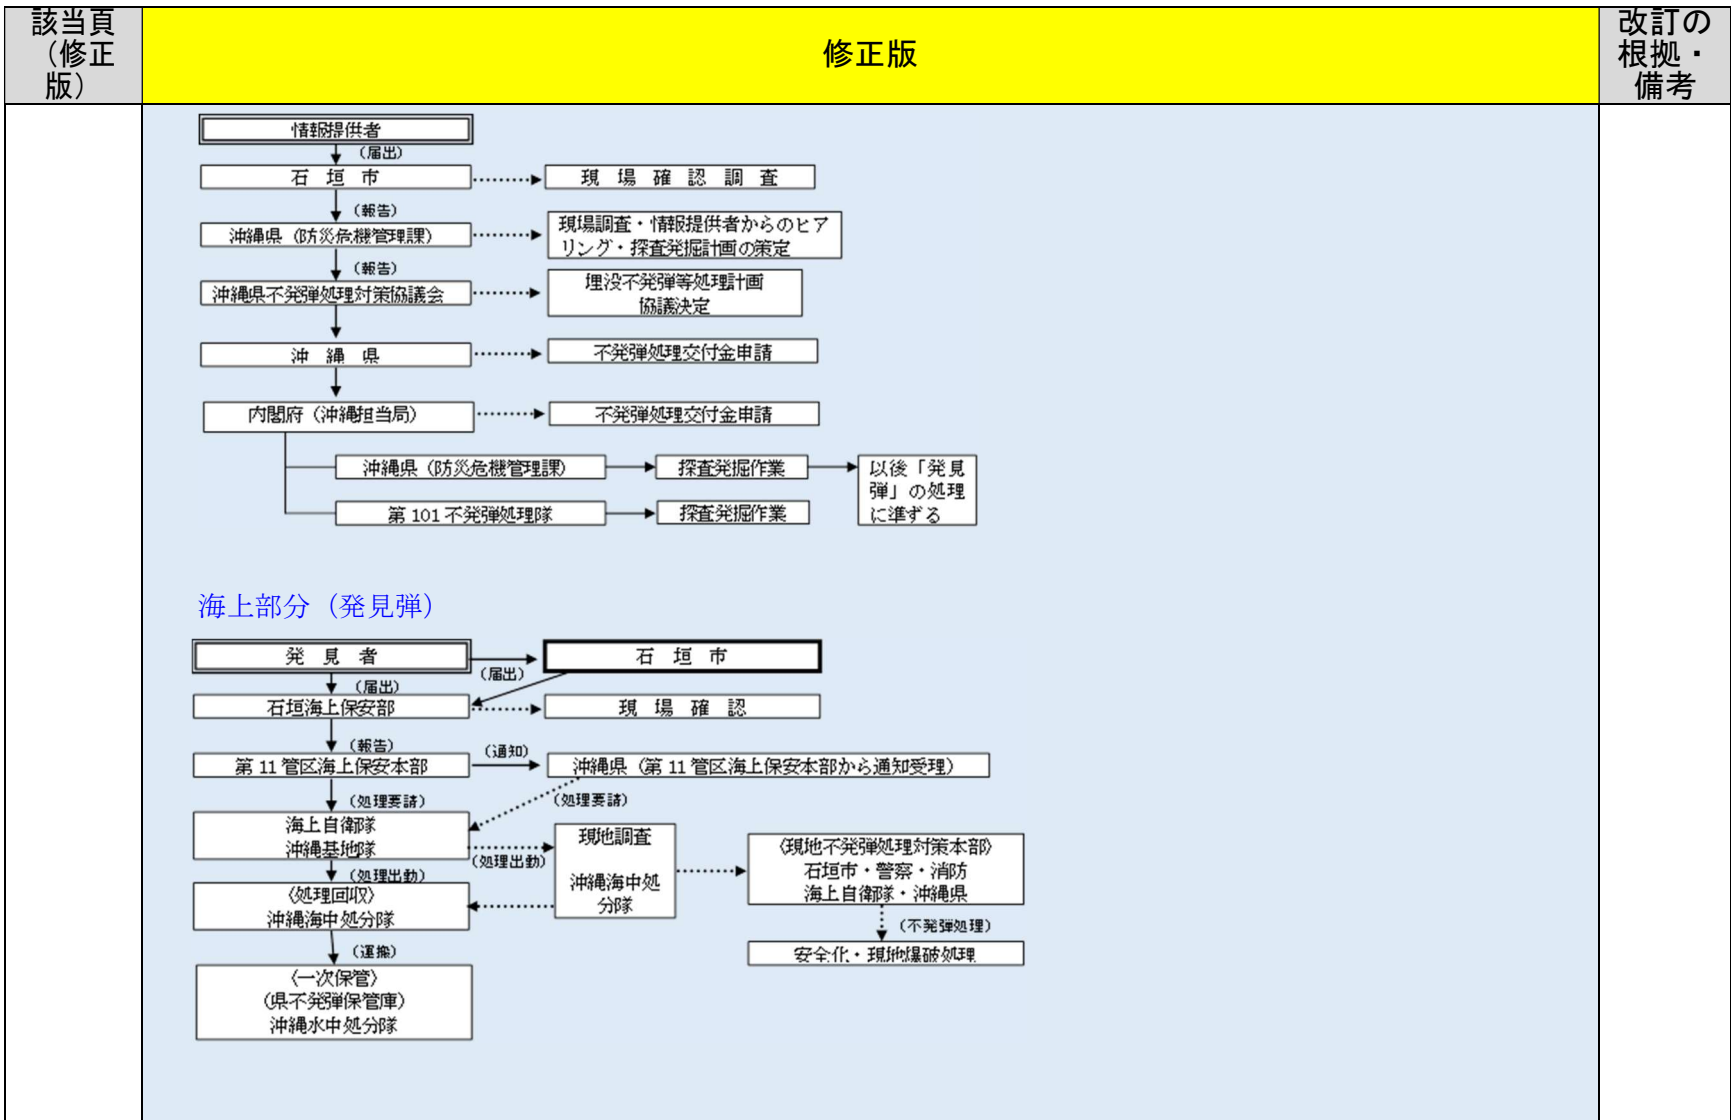 該当頁
（修正
版）
修正版
改訂の
根拠・
備考
情報提供者
（届出）
石 垣 市
現 場 確 認 調 査
（報告）
沖縄県（防災危機管理課）
現場調査・情報提供者からのヒア
リング・探査発掘計画の策定
（報告）
沖縄県不発弾処理対策協議会
埋没不発弾等処理計画
協議決定
沖 縄 県
不発弾処理交付金申請
内閣府（沖縄担当局）
不発弾処理交付金申請
沖縄県（防災危機管理課）
探査発掘作業
以後「発見
弾」の処理
に準ずる
第 101 不発弾処理隊
探査発掘作業
海上部分（発見弾）
発 見 者
石 垣 市
（届出）
（届出）
石垣海上保安部
現 場 確 認
（報告）
（通知）
第 11 管区海上保安本部
沖縄県（第 11 管区海上保安本部から通知受理）
（処理要請）
（処理要請）
海上自衛隊
沖縄基地隊
（処理出動）
現地調査
沖縄海中処
分隊
〈現地不発弾処理対策本部〉
石垣市・警察・消防
海上自衛隊・沖縄県
（処理出動）
〈処理回収〉
沖縄海中処分隊
（不発弾処理）
安全化・現地爆破処理
（運搬）
〈一次保管〉
（県不発弾保管庫）
沖縄水中処分隊